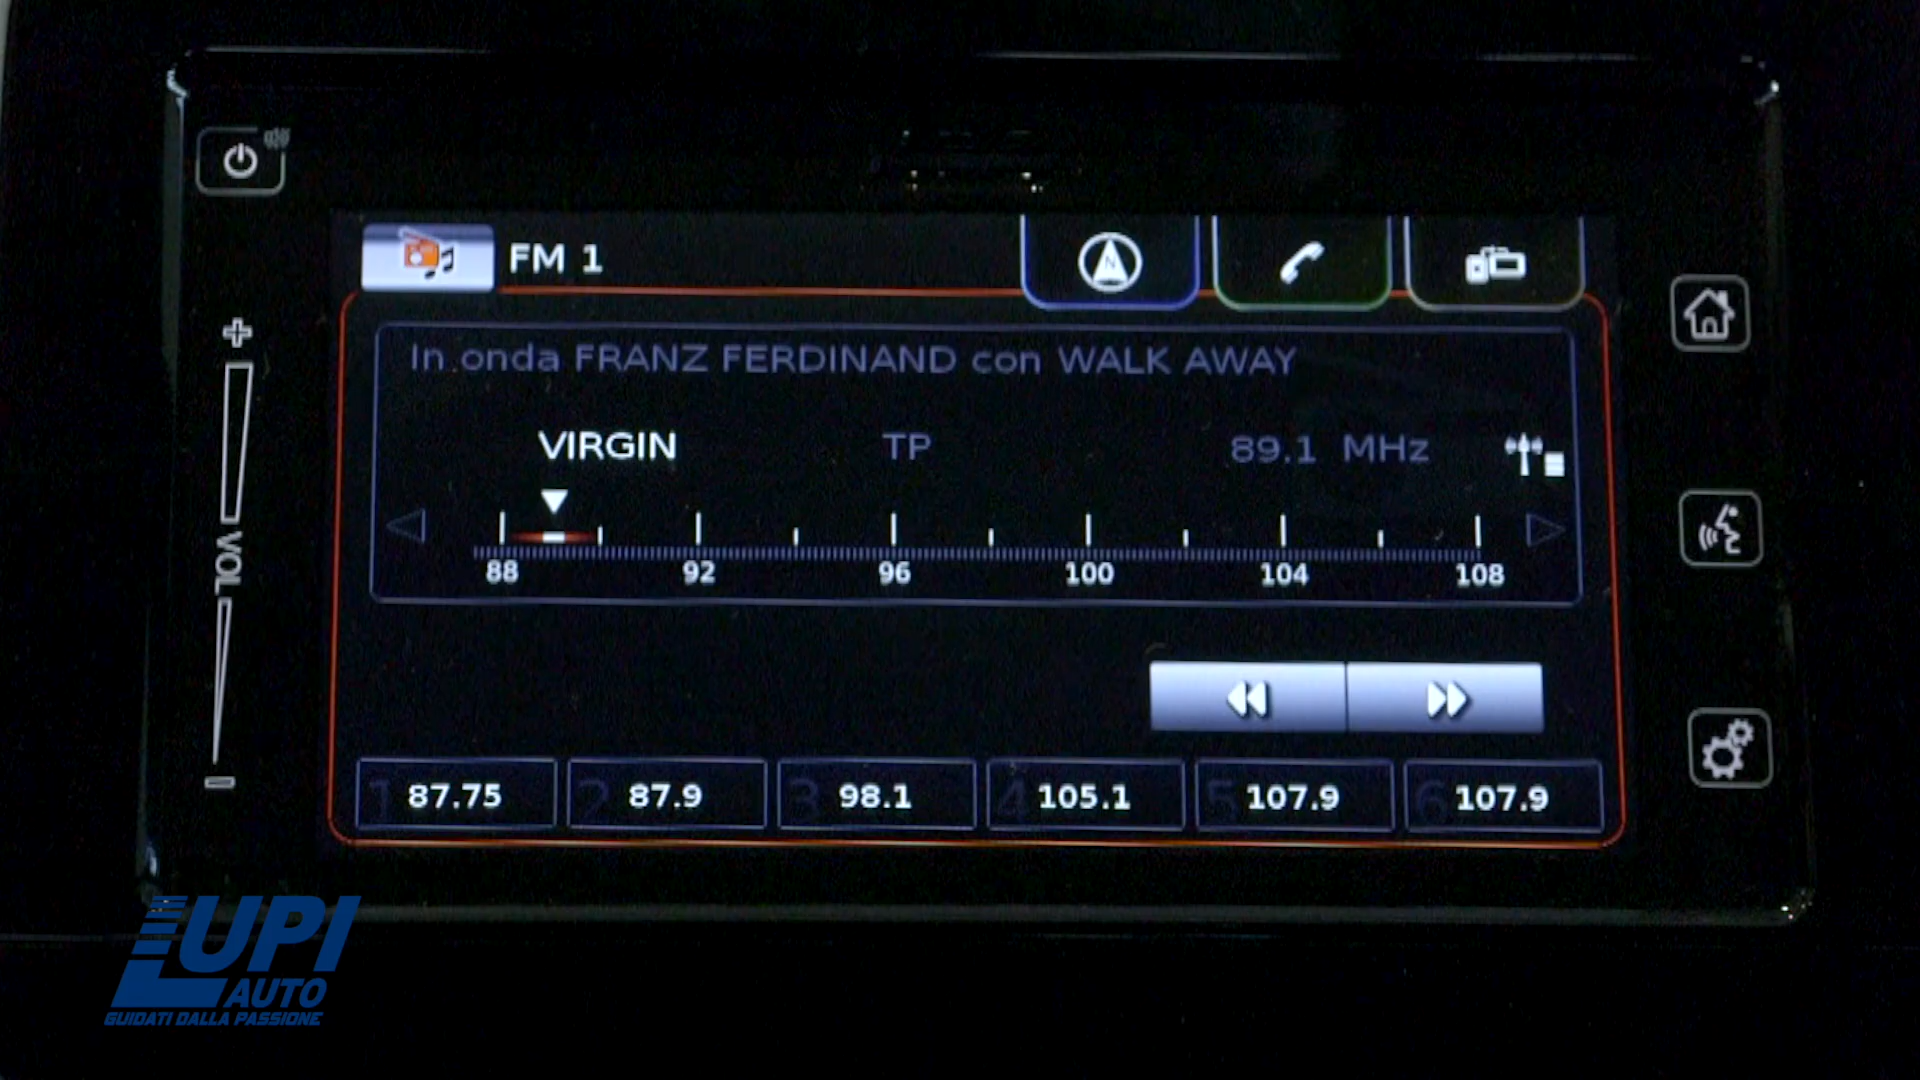 FM 1
N
In onda FRANZ FERDINAND con WALK AWAY
VIRGIN TP 89.1 MHz
88 92 96 100 104 108
VOL
1 87.75 2 87.9 3 98.1 4 105.1 5 107.9 6 107.9
LUPI
AUTO
GUIDATI DALLA PASSIONE